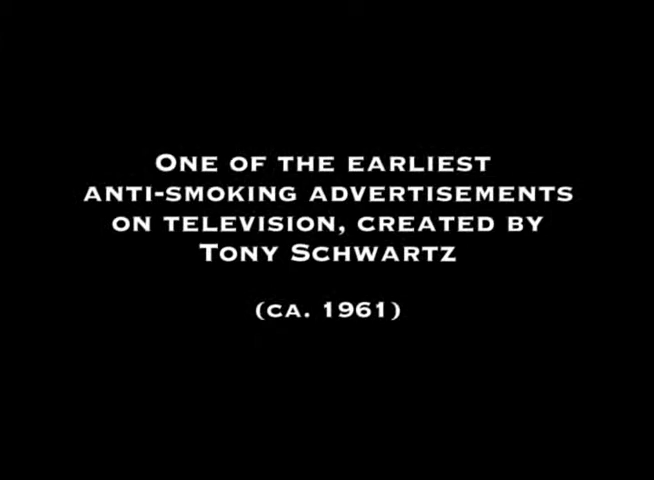 One of the earliest
anti-smoking advertisements
on television, created by
Tony Schwartz
(ca. 1961)